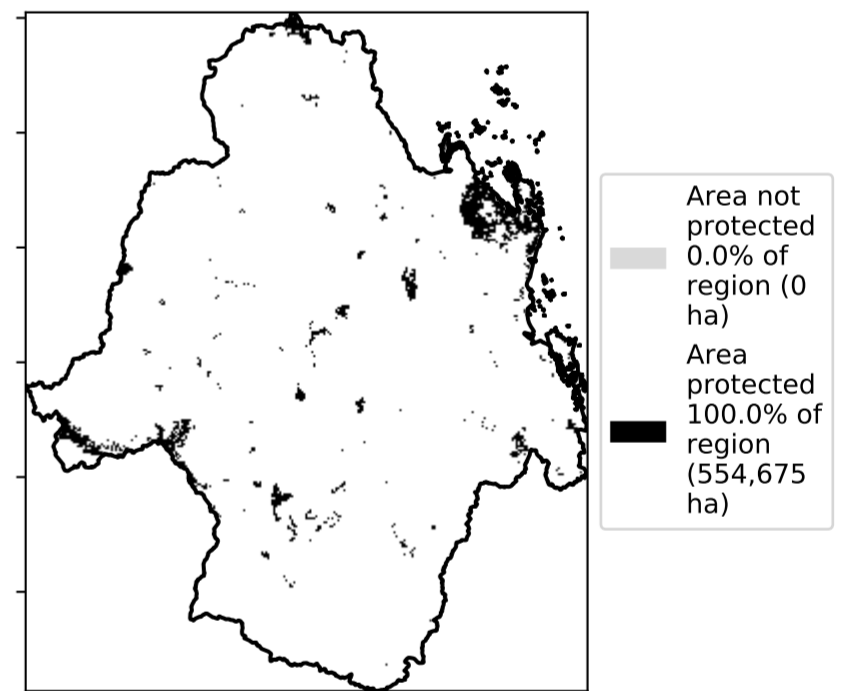 Area not
protected
0.0% of
region (0
ha)
Area
protected
100.0% of
region
(554,675
ha)